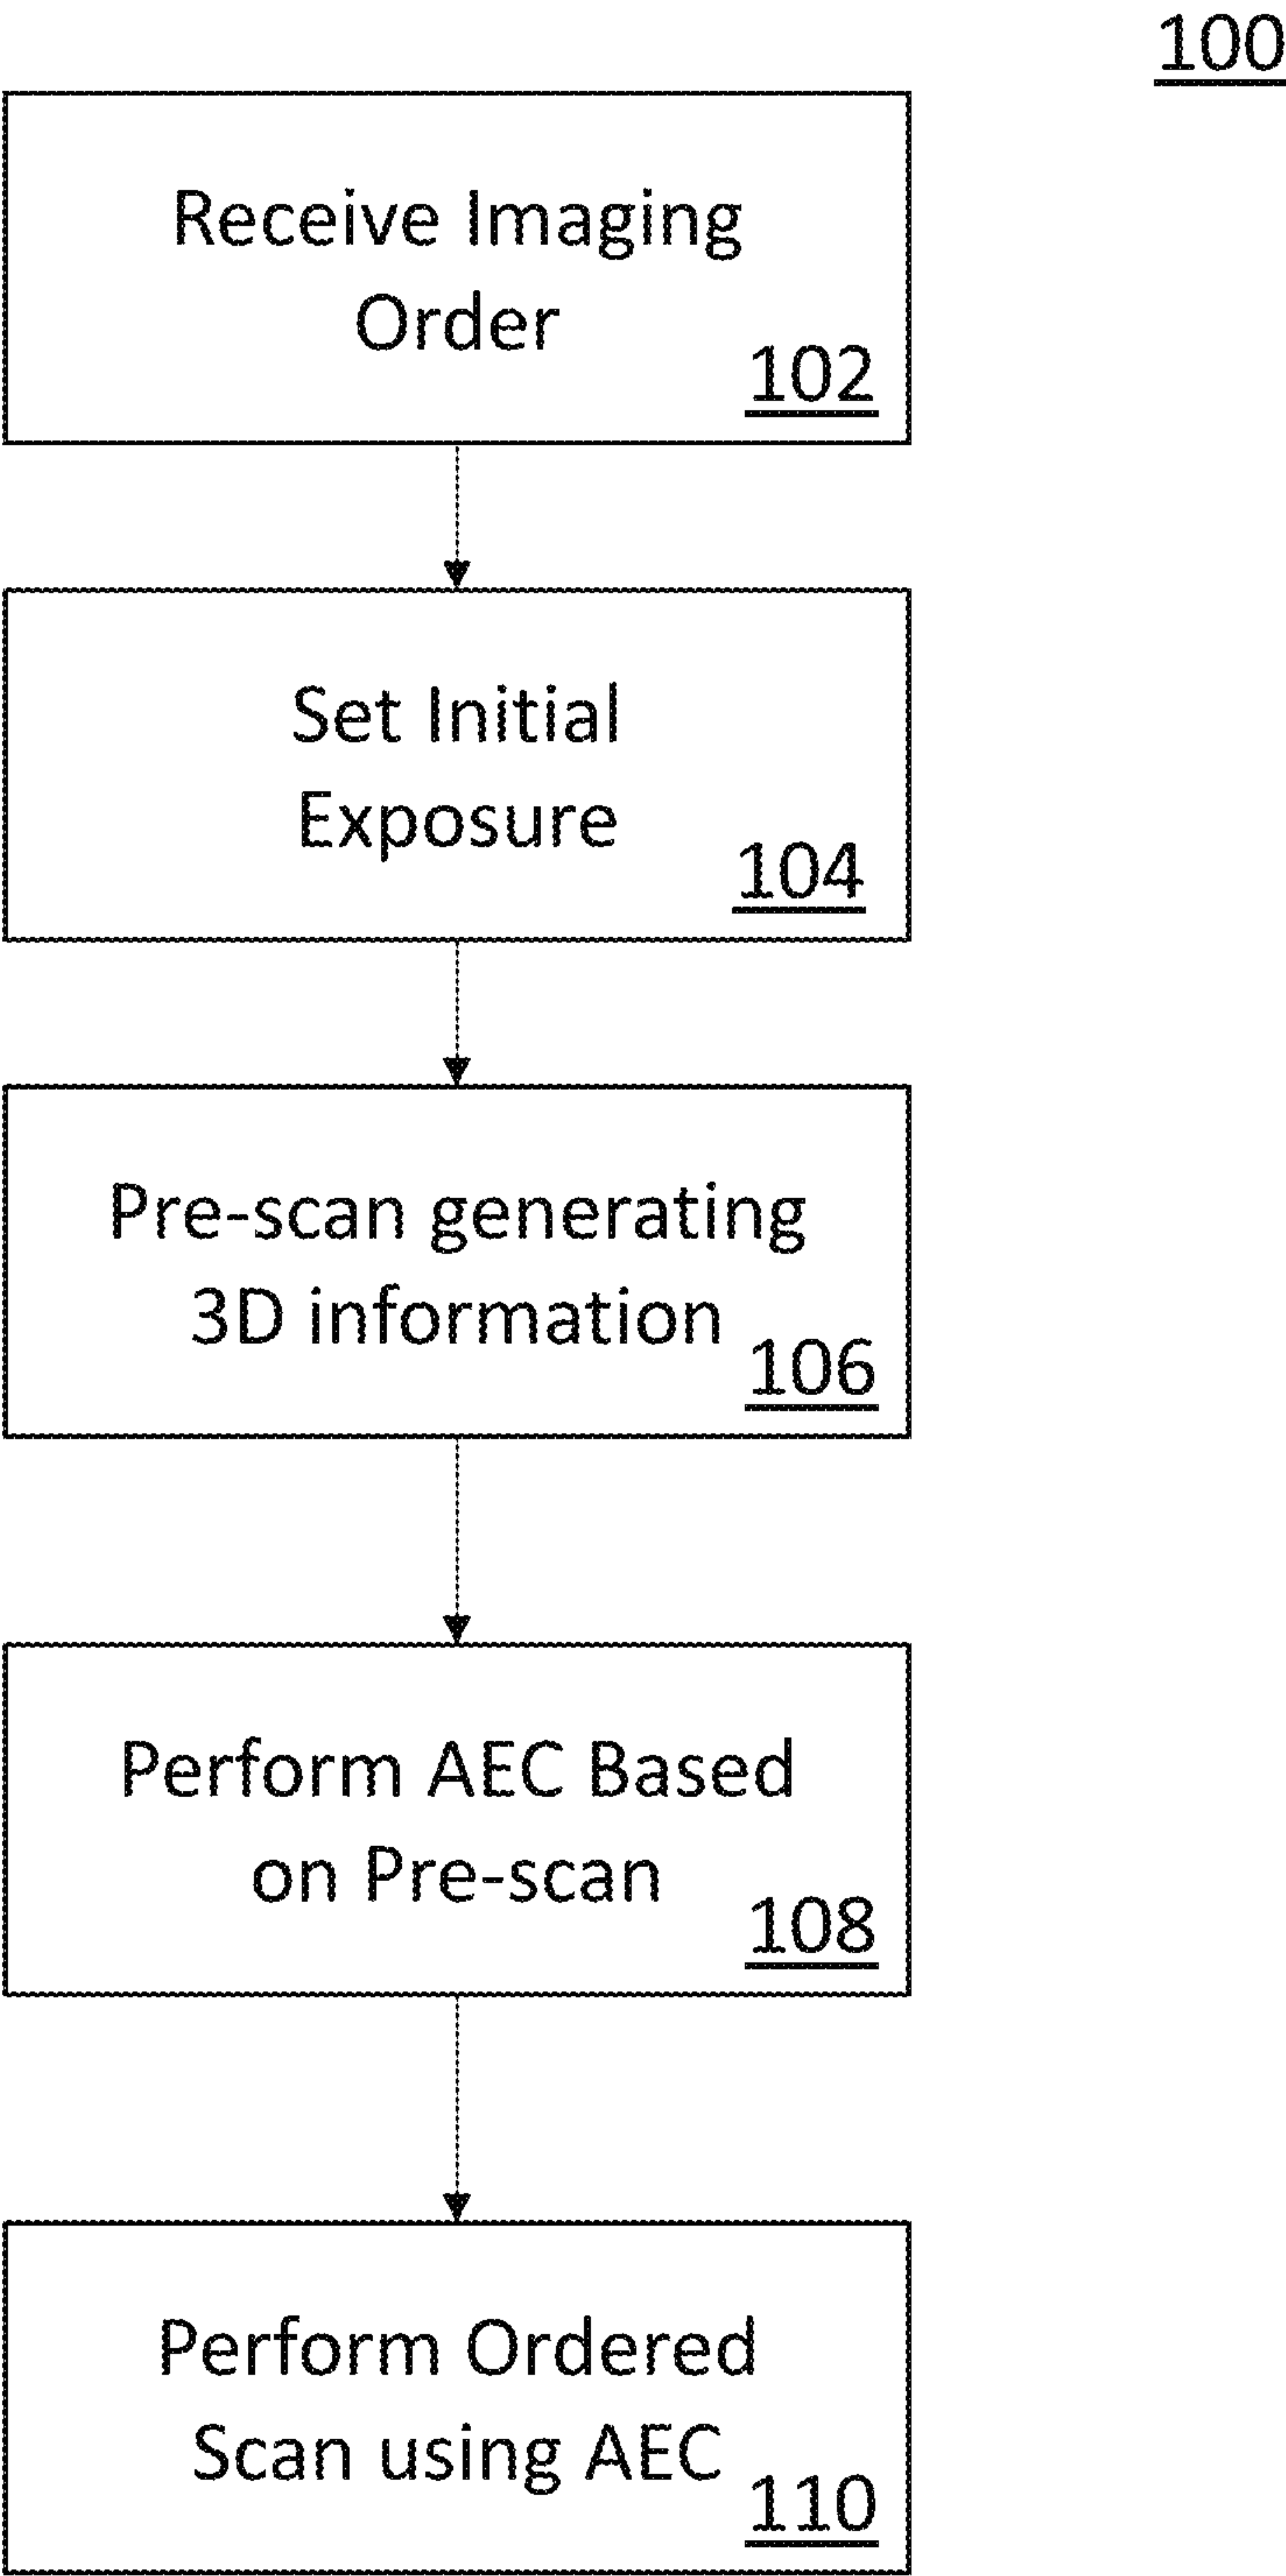 100
Receive Imaging
Order
102
Set Initial
Exposure
104
Pre-scan generating
3D information
106
Perform AEC Based
on Pre-scan
108
Perform Ordered
Scan using AEC
110